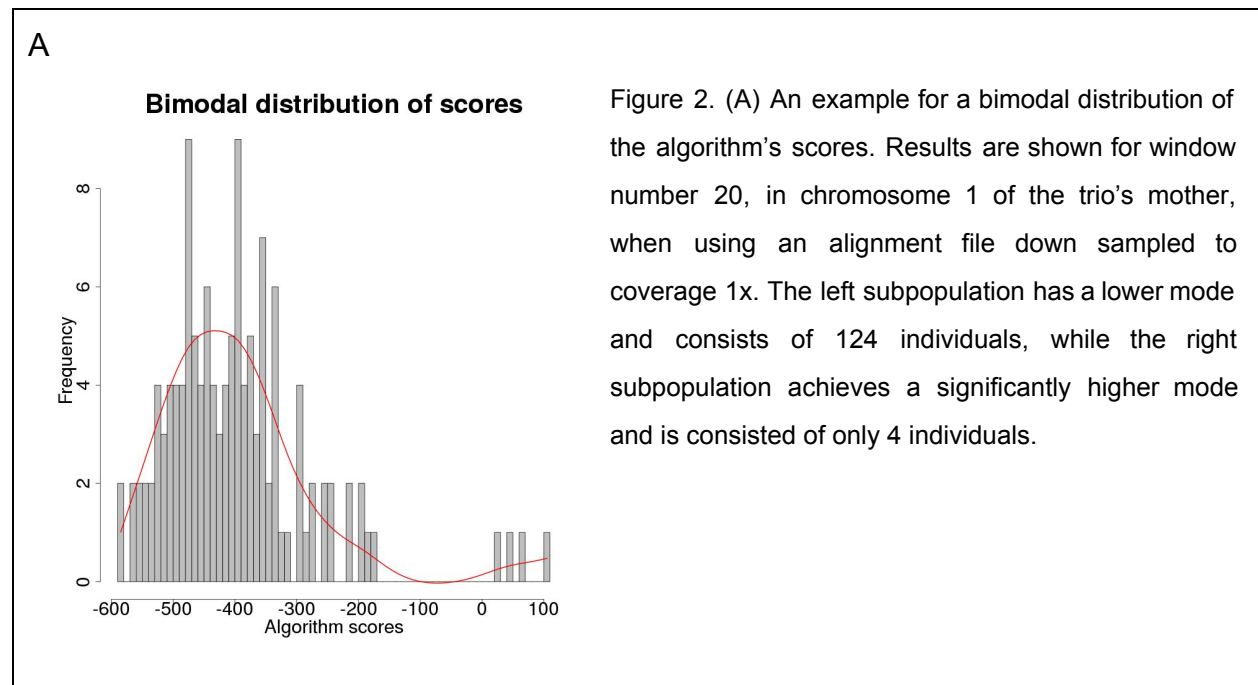 A
Bimodal distribution of scores
Frequency
8
6
4
2
0
-600 -500 -400 -300 -200 -100 0 100
Algorithm scores
Figure 2. (A) An example for a bimodal distribution of
the algorithm’s scores. Results are shown for window
number 20, in chromosome 1 of the trio’s mother,
when using an alignment file down sampled to
coverage 1x. The left subpopulation has a lower mode
and consists of 124 individuals, while the right
subpopulation achieves a significantly higher mode
and is consisted of only 4 individuals.